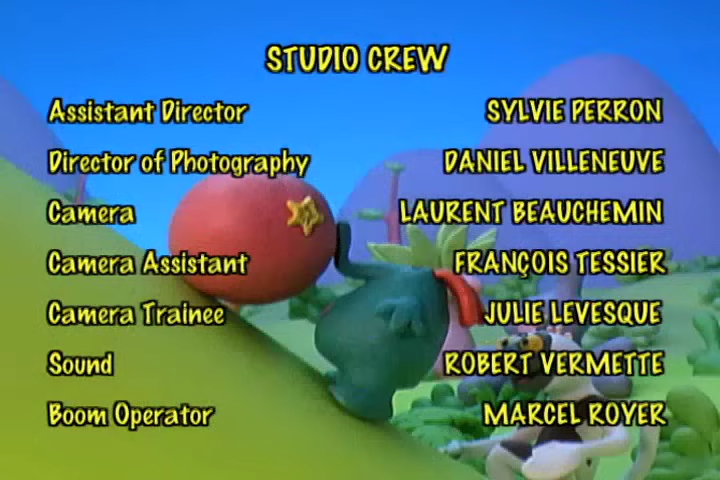 STUDIO CREW
Assistant Director SYLVIE PERRON
Director of Photography DANIEL VILLENEUVE
Camera LAURENT BEAUCHEMIN
Camera Assistant FRANÇOIS TESSIER
Camera Trainee JULIE LEVESQUE
Sound ROBERT VERMETTE
Boom Operator MARCEL ROYER